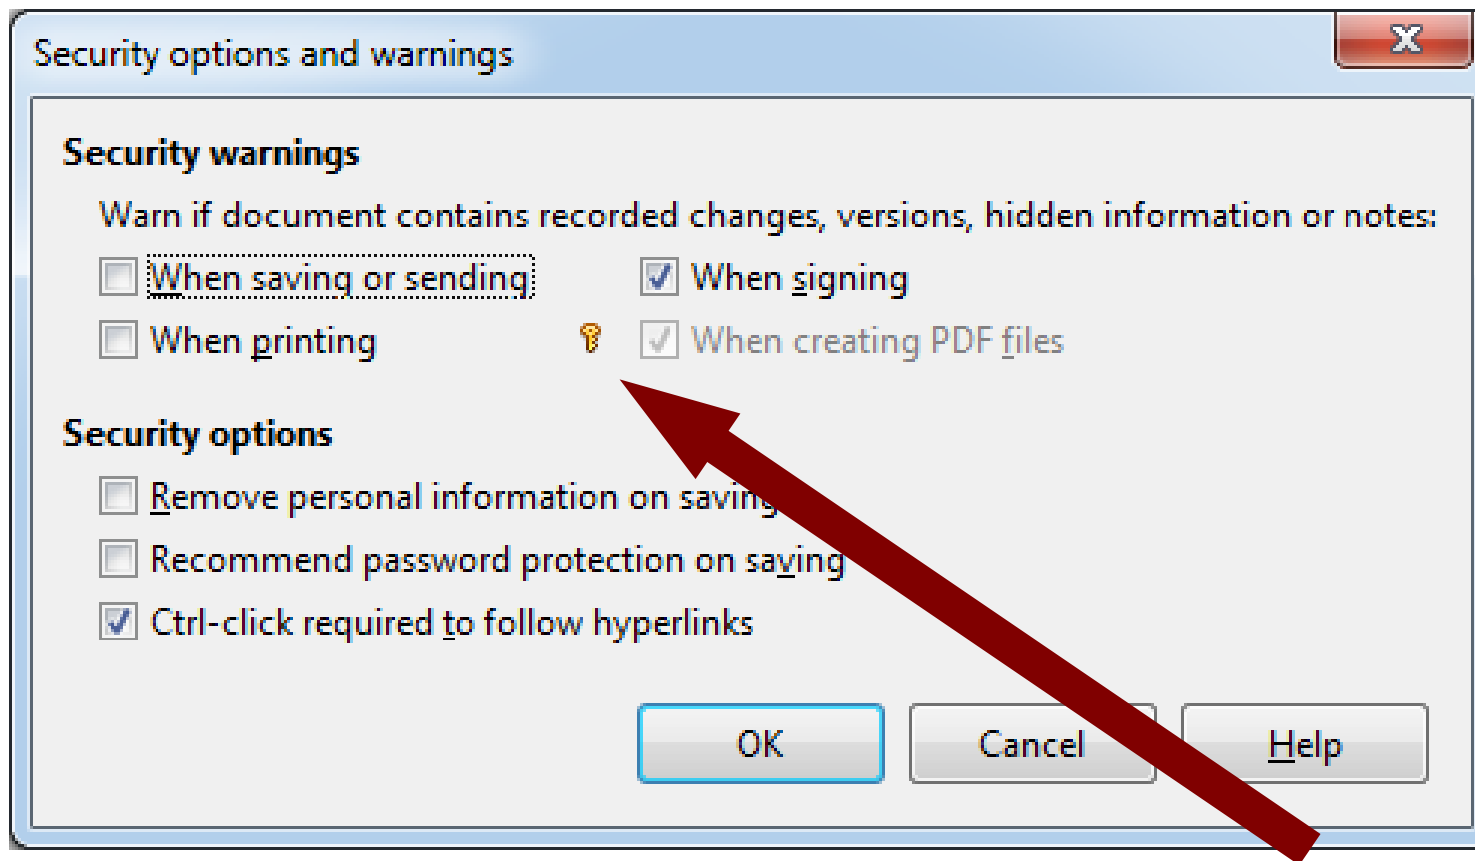 Security options and warnings
Security warnings
Warn if document contains recorded changes, versions, hidden information or notes:
When saving or sending When signing
When printing When creating PDF files
Security options
Remove personal information on saving
Recommend password protection on saving
Ctrl-click required to follow hyperlinks
OK Cancel Help